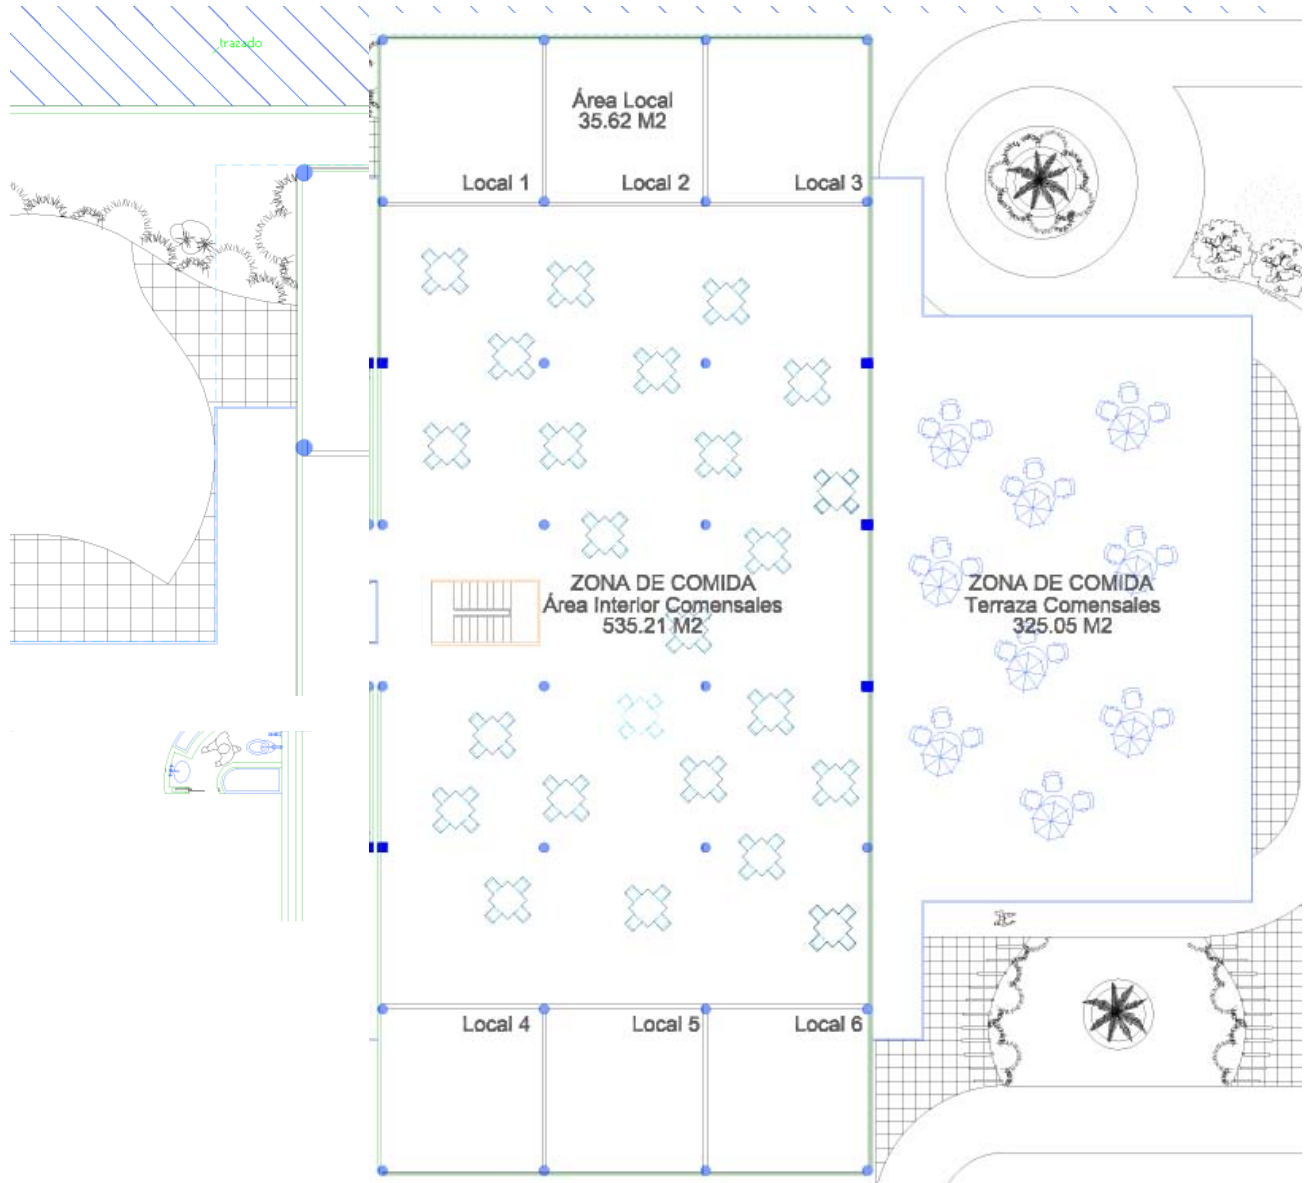 trazado
Área Local
35.62 M2
Local 1
Local 2
Local 3
ZONA DE COMIDA
Área Interior Comensales
535.21 M2
ZONA DE COMIDA
Terraza Comensales
325.05 M2
Local 4
Local 5
Local 6